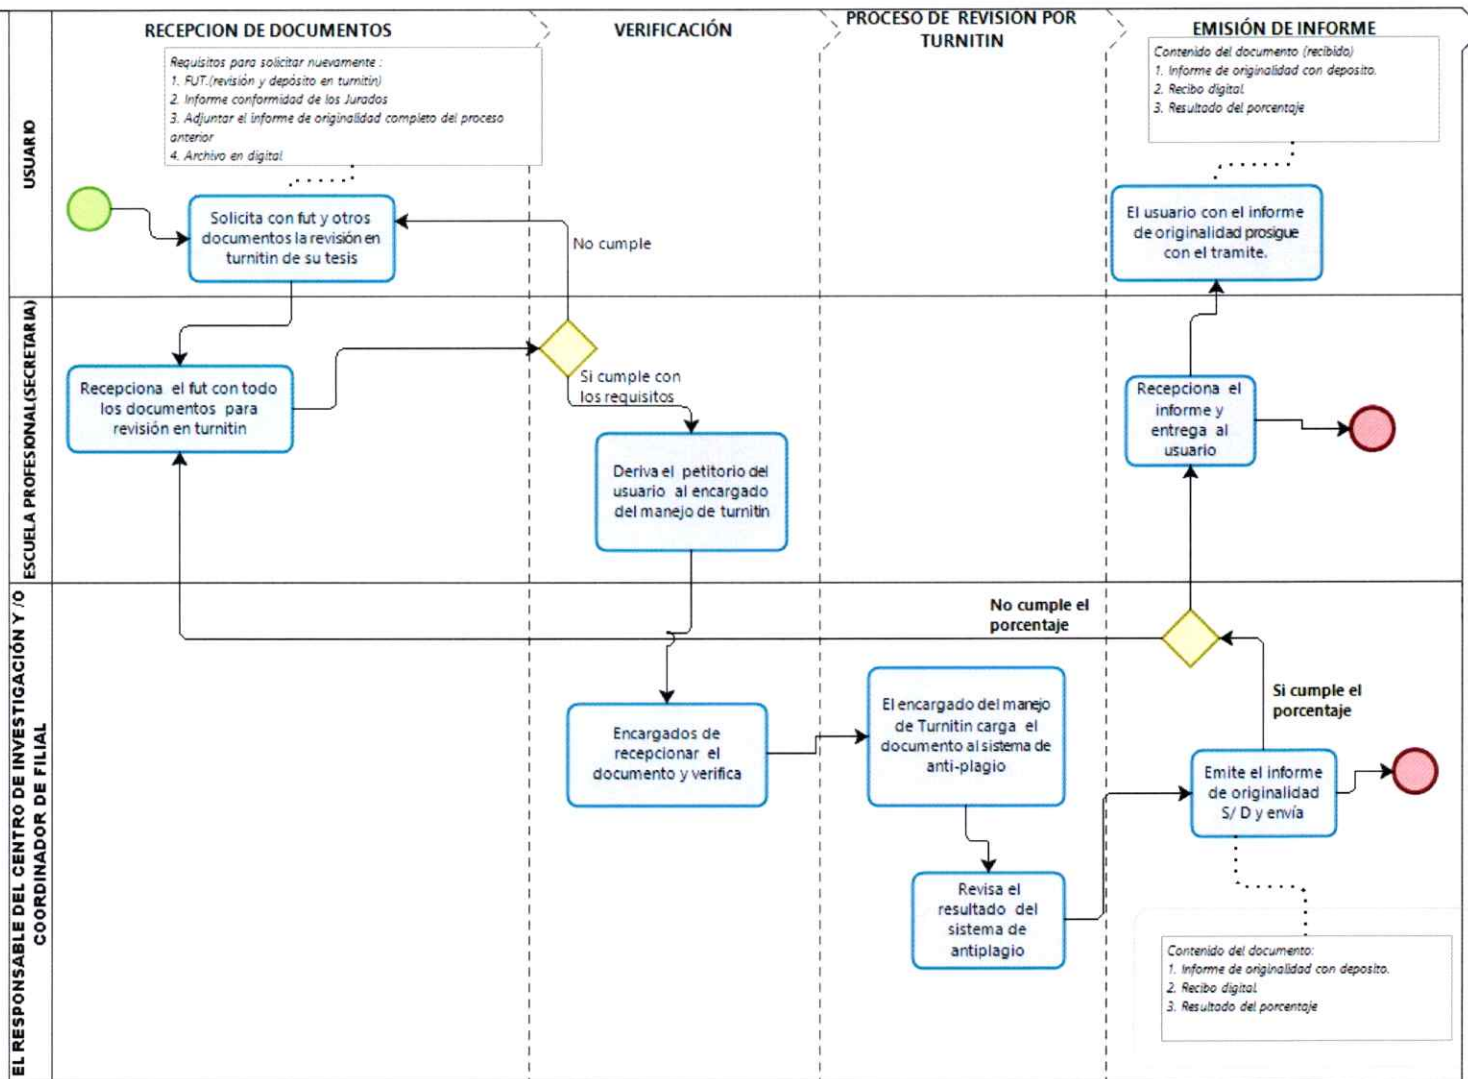 RECEPCION DE DOCUMENTOS
VERIFICACIÓN
PROCESO DE REVISION POR
TURNITIN
EMISIÓN DE INFORME
USUARIO
Requisitos para solicitar nuevamente :
1. FUT.(revisión y depósito en turnitin)
2. Informe conformidad de los Jurados
3. Adjuntar el informe de originalidad completo del proceso
anterior
4. Archivo en digital
Contenido del documento (recibido)
1. Informe de originalidad con deposito.
2. Recibo digital
3. Resultado del porcentaje
Solicita con fut y otros
documentos la revisión en
turnitin de su tesis
No cumple
El usuario con el informe
de originalidad prosigue
con el tramite.
ESCUELA PROFESIONAL(SECRETARIA)
Recepciona el fut con todo
los documentos para
revisión en turnitin
Si cumple con
los requisitos
Deriva el petitorio del
usuario al encargado
del manejo de turnitin
Recepciona el
informe y
entrega al
usuario
EL RESPONSABLE DEL CENTRO DE INVESTIGACIÓN Y /O
COORDINADOR DE FILIAL
No cumple el
porcentaje
Si cumple el
porcentaje
Encargados de
recepcionar el
documento y verifica
El encargado del manejo
de Turnitin carga el
documento al sistema de
anti-plagio
Revisa el
resultado del
sistema de
antiplagio
Emite el informe
de originalidad
S/ D y envía
Contenido del documento:
1. Informe de originalidad con deposito.
2. Recibo digital
3. Resultado del porcentaje